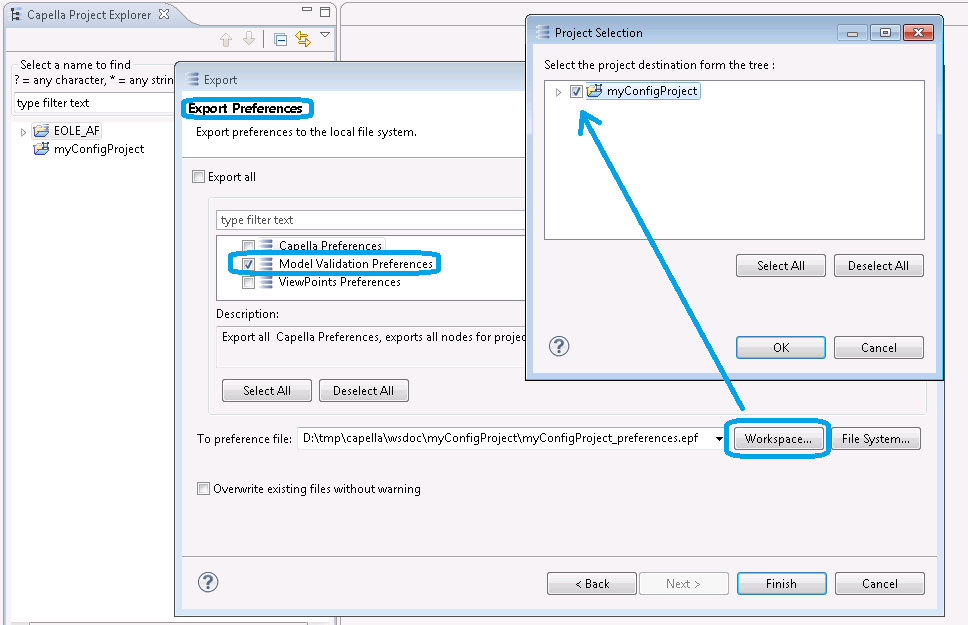 Capella Project Explorer
Select a name to find
? = any character, * = any strin
type filter text
EOLE_AF
myConfigProject
Export
Export Preferences
Export preferences to the local file system.
Export all
type filter text
Capella Preferences
Model Validation Preferences
ViewPoints Preferences
Description:
Export all Capella Preferences, exports all nodes for projec
Select All
Deselect All
To preference file:
D:\tmp\capella\wsdoc\myConfigProject\myConfigProject_preferences.epf
Workspace...
File System...
Overwrite existing files without warning
?
< Back
Next >
Finish
Cancel
Project Selection
Select the project destination form the tree :
myConfigProject
Select All
Deselect All
?
OK
Cancel